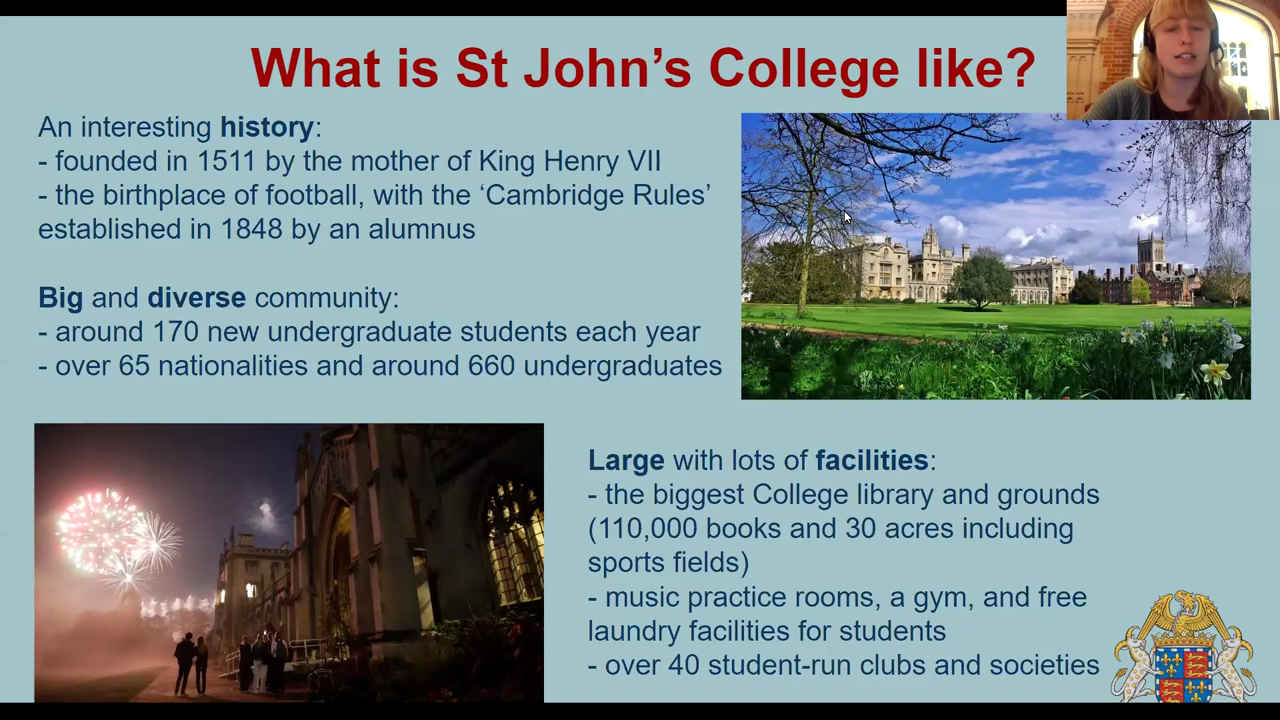 What is St John's College like?
An interesting history:
- founded in 1511 by the mother of King Henry VII
- the birthplace of football, with the ‘Cambridge Rules’
established in 1848 by an alumnus
Big and diverse community:
- around 170 new undergraduate students each year
- over 65 nationalities and around 660 undergraduates
Large with lots of facilities:
- the biggest College library and grounds
(110,000 books and 30 acres including
sports fields)
- music practice rooms, a gym, and free
laundry facilities for students
- over 40 student-run clubs and societies